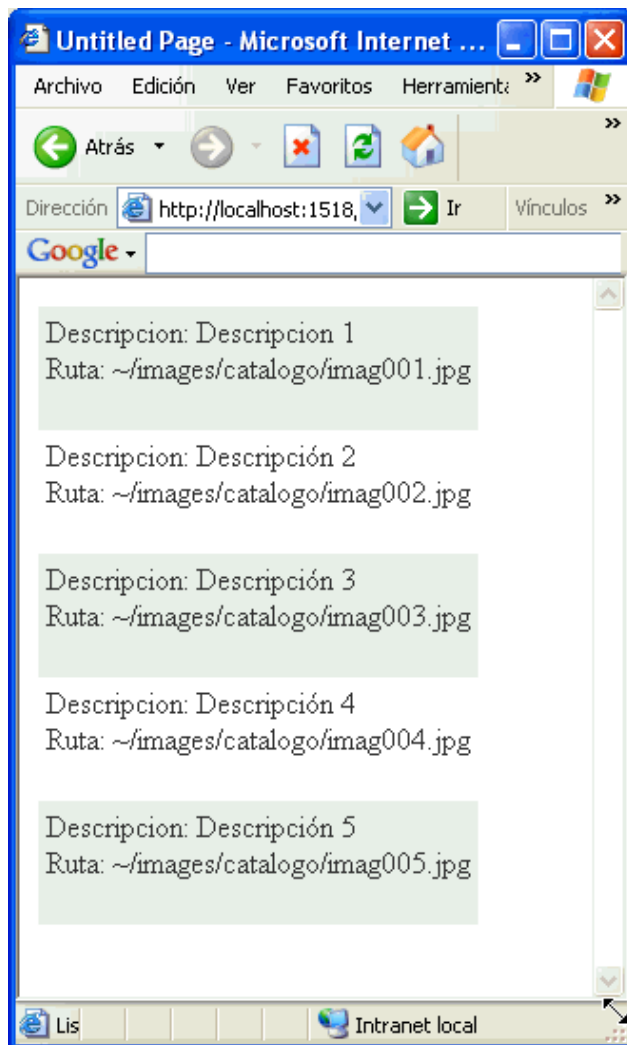 Untitled Page - Microsoft Internet ...
Archivo Edición Ver Favoritos Herramient »
Atrás »
Dirección http://localhost:1518, Ir Vínculos »
Google
Descripcion: Descripcion 1
Ruta: ~/images/catalogo/imag001.jpg
Descripcion: Descripción 2
Ruta: ~/images/catalogo/imag002.jpg
Descripcion: Descripción 3
Ruta: ~/images/catalogo/imag003.jpg
Descripcion: Descripción 4
Ruta: ~/images/catalogo/imag004.jpg
Descripcion: Descripción 5
Ruta: ~/images/catalogo/imag005.jpg
Lis Intranet local